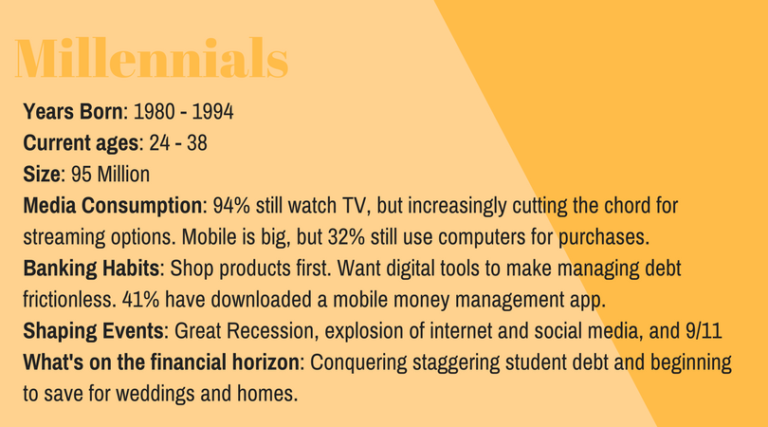 Millennials
Years Born: 1980 - 1994
Current ages: 24 - 38
Size: 95 Million
Media Consumption: 94% still watch TV, but increasingly cutting the chord for
streaming options. Mobile is big, but 32% still use computers for purchases.
Banking Habits: Shop products first. Want digital tools to make managing debt
frictionless. 41% have downloaded a mobile money management app.
Shaping Events: Great Recession, explosion of internet and social media, and 9/11
What's on the financial horizon: Conquering staggering student debt and beginning
to save for weddings and homes.